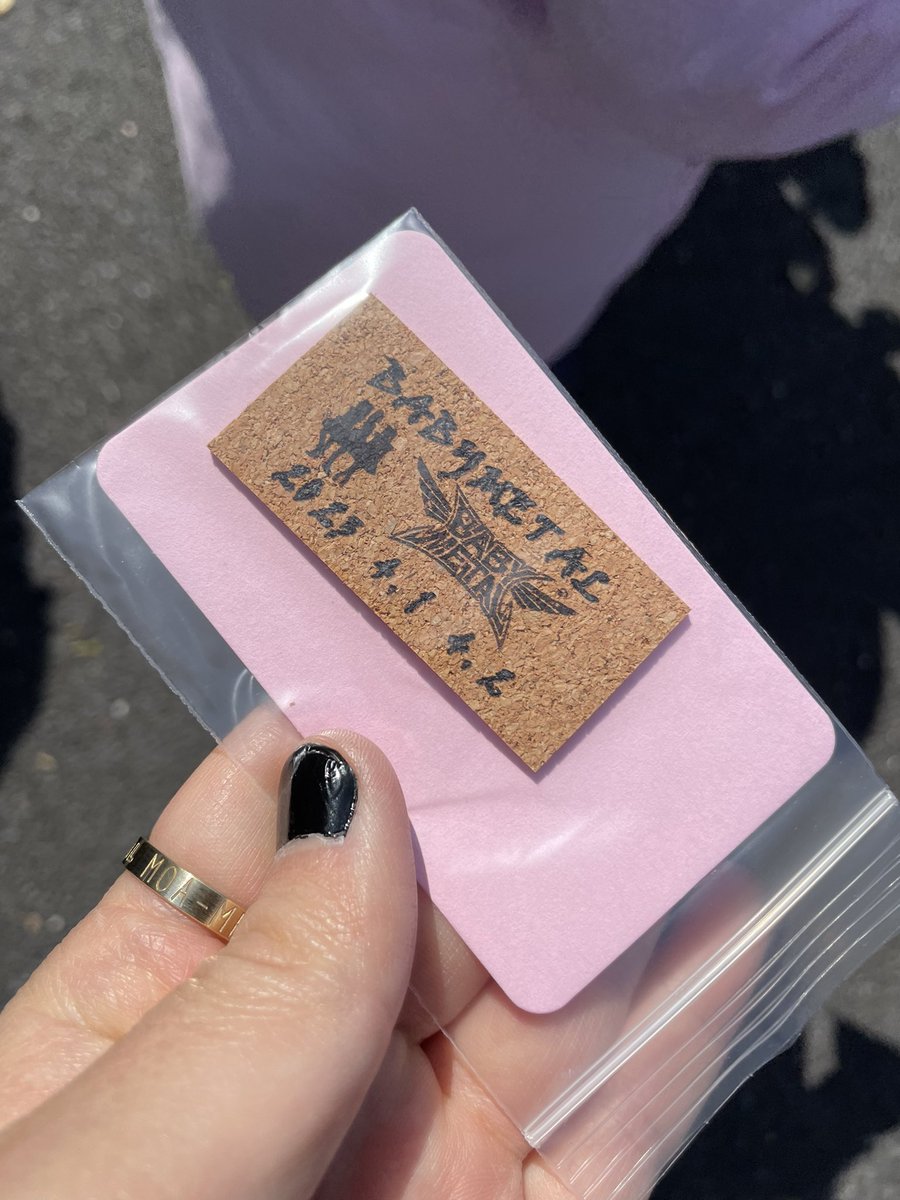 BABYMETAL
BABY
METAL
®
2023 4.1 4.2
MOA-M